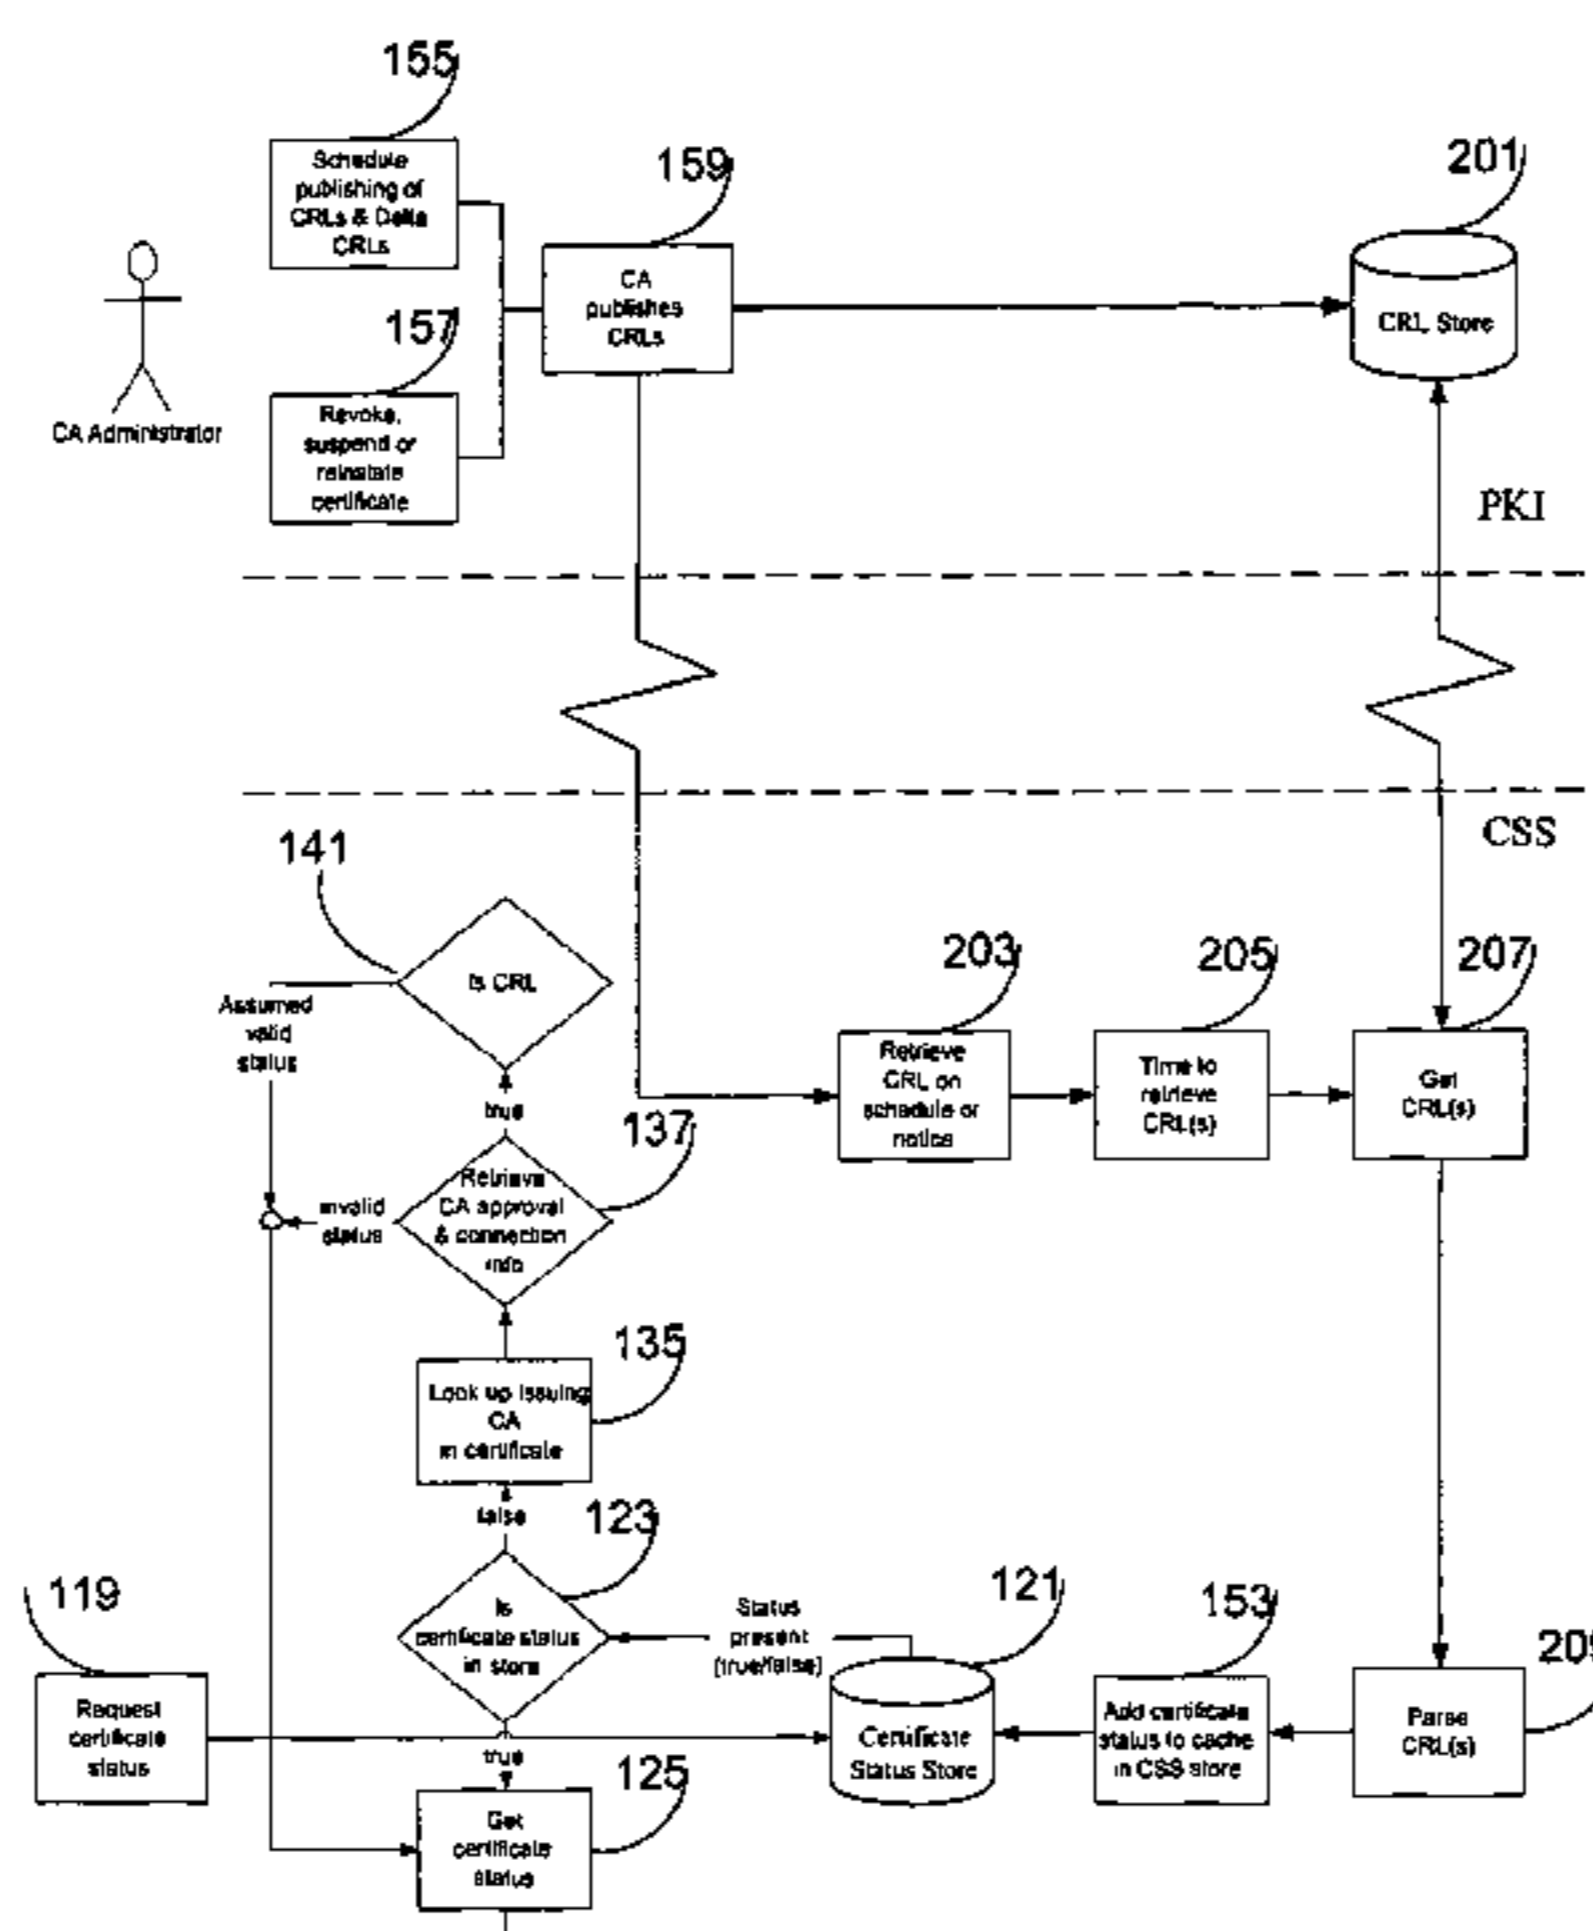 155
Schedule
publishing of
CRLs & Delta
CRLs
159
CA
publishes
CRLs
201
CRL Store
157
Revoke,
suspend or
reinstate
certificate
CA Administrator
PKI
CSS
141
Is CRL
Assumed
valid
status
true
203
Retrieve
CRL on
schedule or
notice
205
Time to
retrieve
CRL(s)
207
Get
CRL(s)
137
Retrieve
CA approval
& connection
info
invalid
status
135
Look up issuing
CA
in certificate
false
123
Is
certificate status
in store
Status
present
(true/false)
121
Certificate
Status Store
153
Add certificate
status to cache
in CSS store
209
Parse
CRL(s)
119
Request
certificate
status
true
125
Get
certificate
status